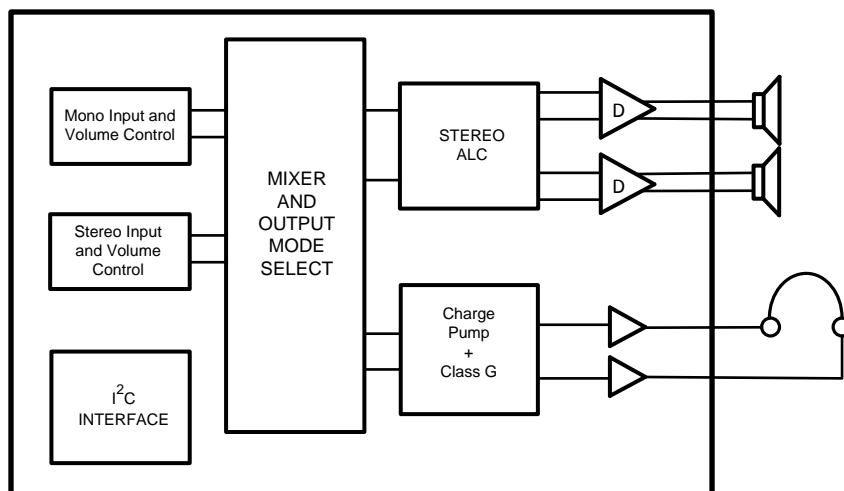 Mono Input and
Volume Control
Stereo Input
and Volume
Control
I²C
INTERFACE
MIXER
AND
OUTPUT
MODE
SELECT
STEREO
ALC
Charge
Pump
+
Class G
D
D